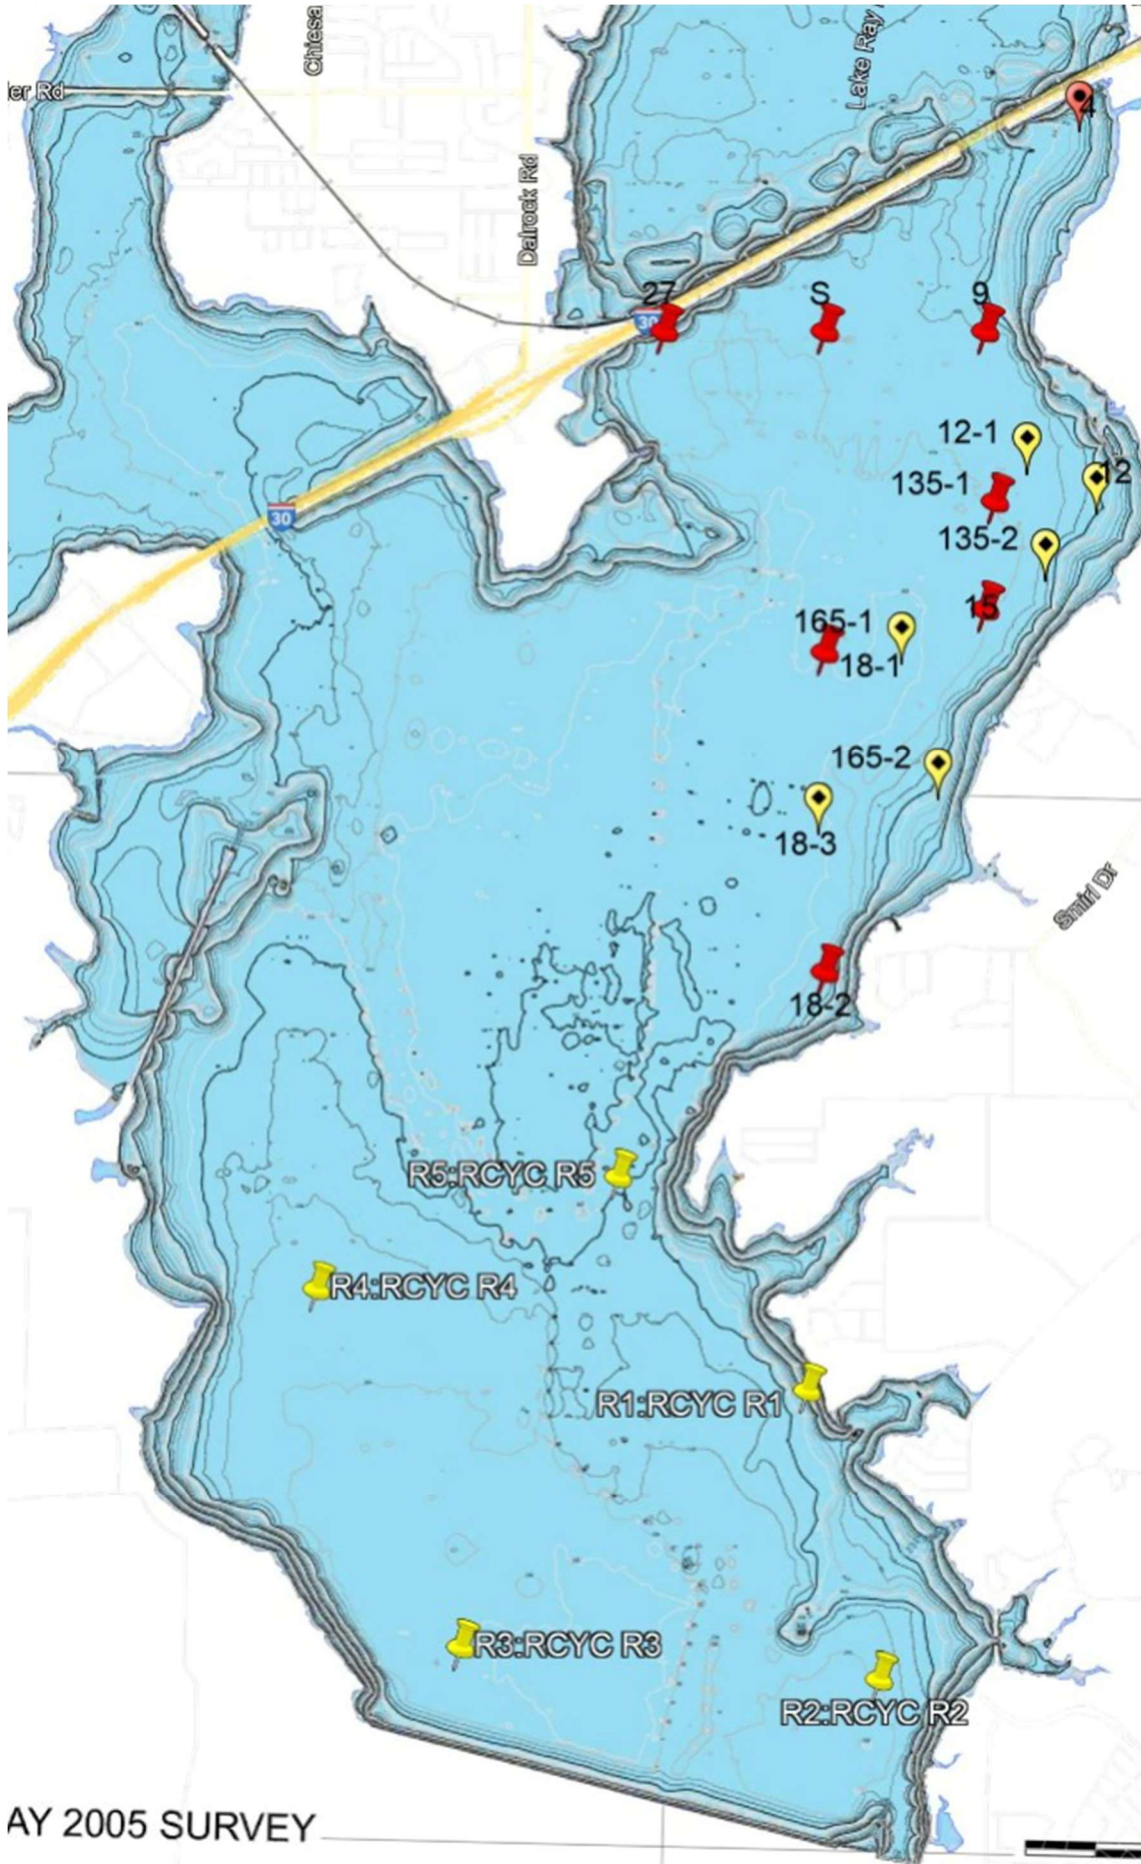 Chiesa
Lake Ray
er Rd
4
Dalrock Rd
27
S
9
30
12-1
12
135-1
30
135-2
15
165-1
18-1
165-2
18-3
Smirl Dr
18-2
R5:RCYC R5
R4:RCYC R4
R1:RCYC R1
R3:RCYC R3
R2:RCYC R2
AY 2005 SURVEY